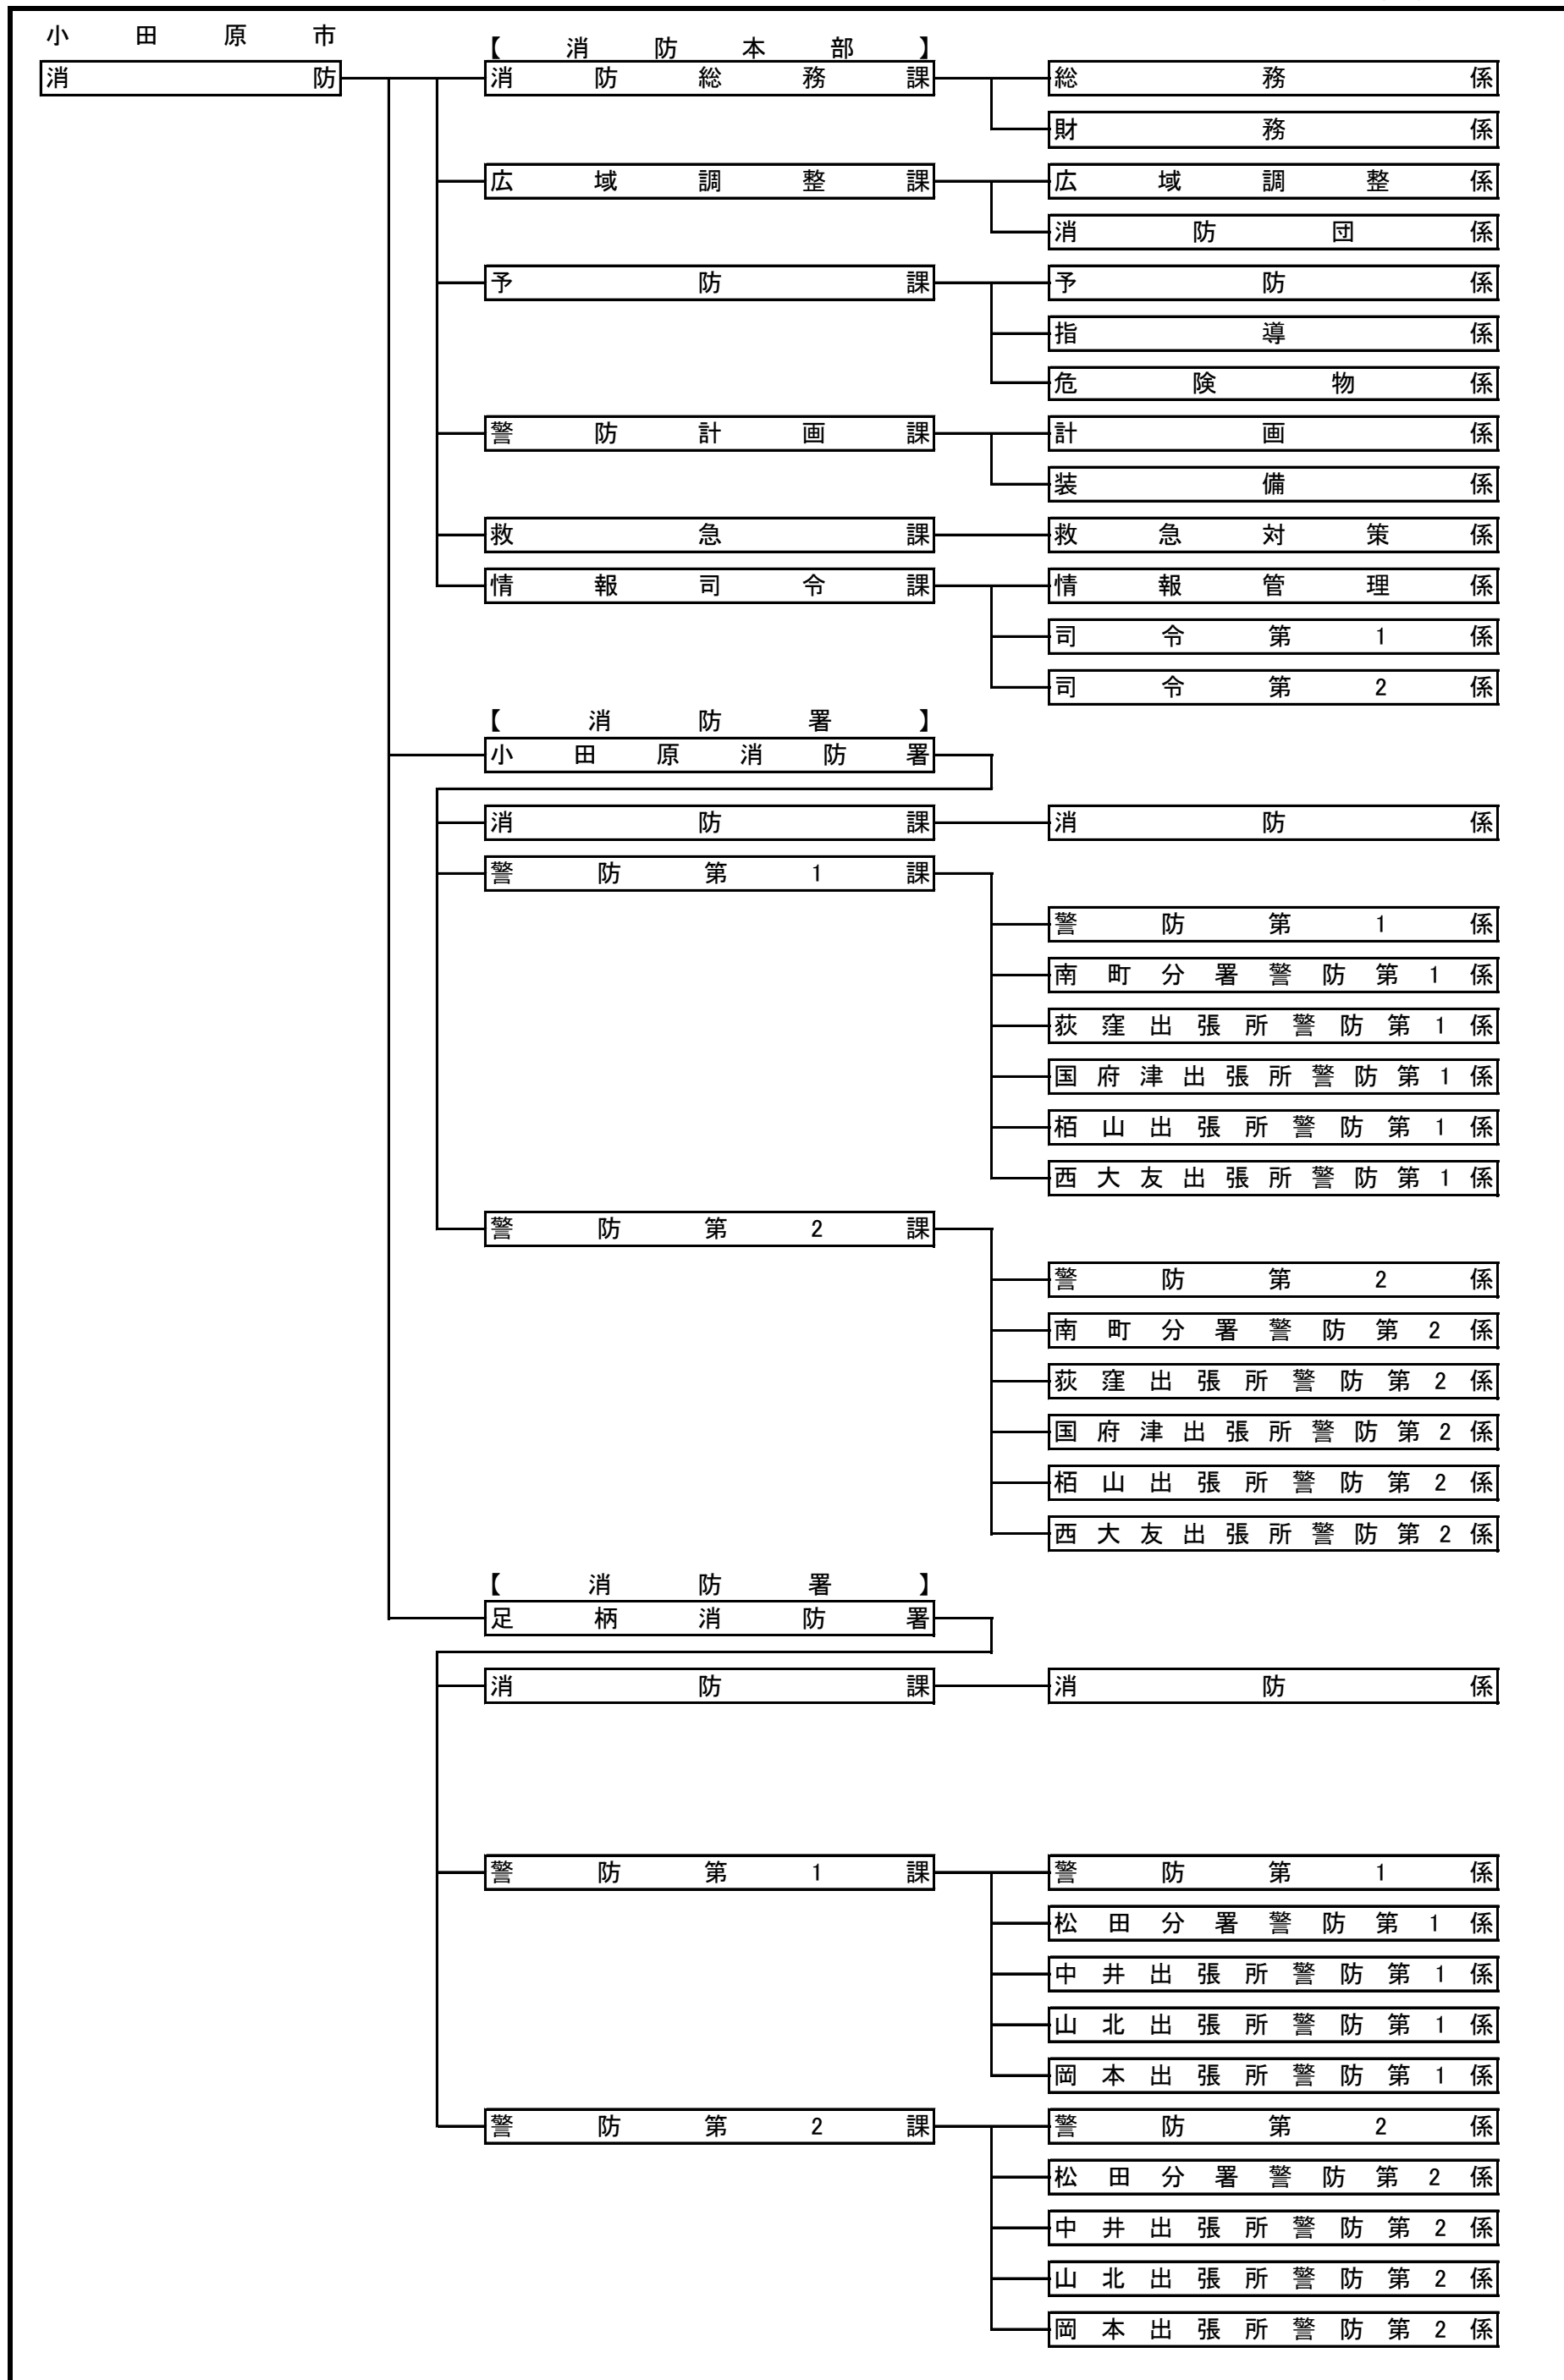 小田原市
【消防本部】
消防 消防総務課 総務係
財務係
広域調整課 広域調整係
消防団係
予防課 予防係
指導係
危険物係
警防計画課 計画係
装備係
救急課 救急対策係
情報司令課 情報管理係
司令第1係
司令第2係
【消防署】
小田原消防署
消防課 消防係
警防第1課
警防第1係
南町分署警防第1係
荻窪出張所警防第1係
国府津出張所警防第1係
栢山出張所警防第1係
西大友出張所警防第1係
警防第2課
警防第2係
南町分署警防第2係
荻窪出張所警防第2係
国府津出張所警防第2係
栢山出張所警防第2係
西大友出張所警防第2係
【消防署】
足柄消防署
消防課 消防係
警防第1課 警防第1係
松田分署警防第1係
中井出張所警防第1係
山北出張所警防第1係
岡本出張所警防第1係
警防第2課 警防第2係
松田分署警防第2係
中井出張所警防第2係
山北出張所警防第2係
岡本出張所警防第2係